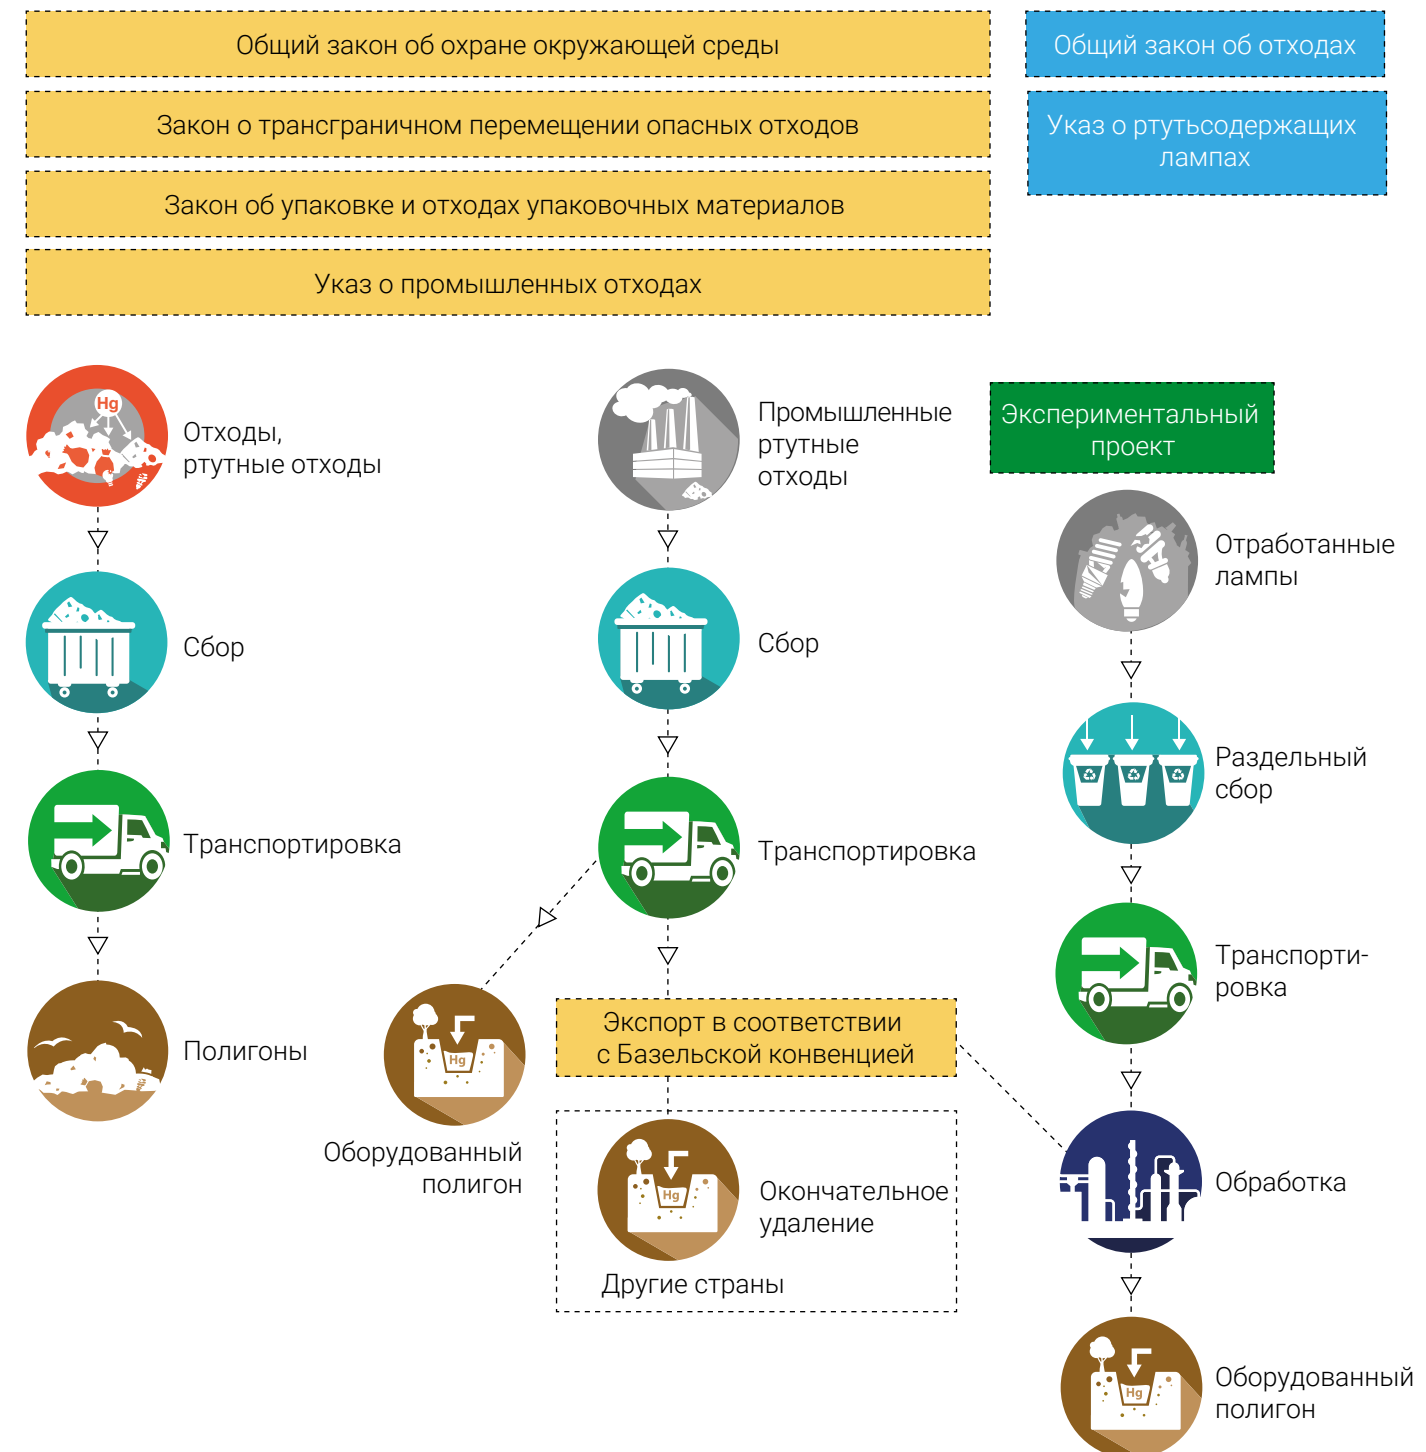 Общий закон об охране окружающей среды
Закон о трансграничном перемещении опасных отходов
Закон об упаковке и отходах упаковочных материалов
Указ о промышленных отходах
Общий закон об отходах
Указ о ртутьсодержащих
лампах
Hg
Отходы,
ртутные отходы
Сбор
Транспортировка
Полигоны
Промышленные
ртутные
отходы
Сбор
Транспортировка
Hg
Оборудованный
полигон
Экспорт в соответствии
с Базельской конвенцией
Hg
Окончательное
удаление
Другие страны
Экспериментальный
проект
Отработанные
лампы
Раздельный
сбор
Транспорти-
ровка
Обработка
Hg
Оборудованный
полигон